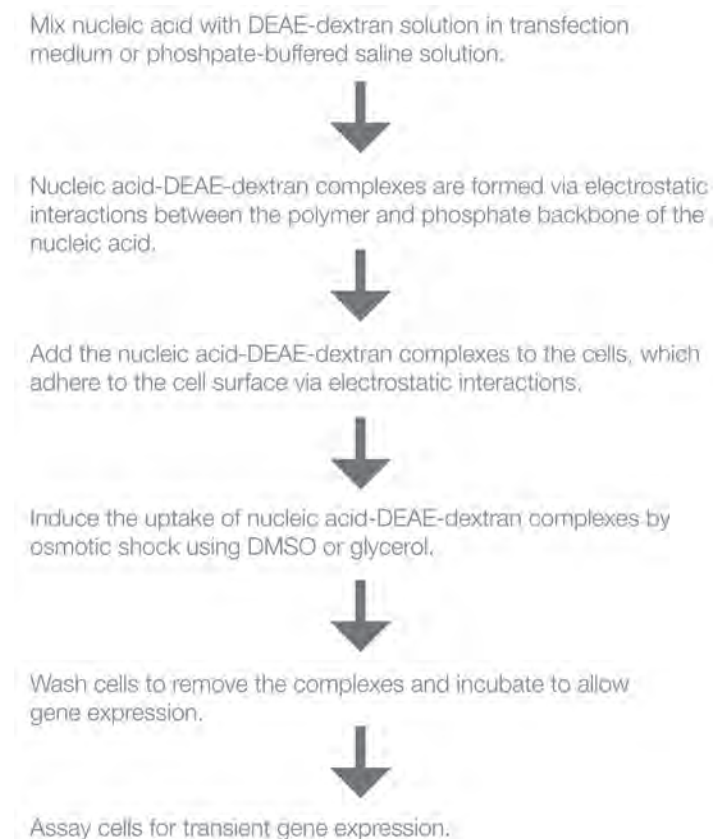 Mix nucleic acid with DEAE-dextran solution in transfection
medium or phoshpate-buffered saline solution.
Nucleic acid-DEAE-dextran complexes are formed via electrostatic
interactions between the polymer and phosphate backbone of the
nucleic acid.
Add the nucleic acid-DEAE-dextran complexes to the cells, which
adhere to the cell surface via electrostatic interactions.
Induce the uptake of nucleic acid-DEAE-dextran complexes by
osmotic shock using DMSO or glycerol.
Wash cells to remove the complexes and incubate to allow
gene expression.
Assay cells for transient gene expression.